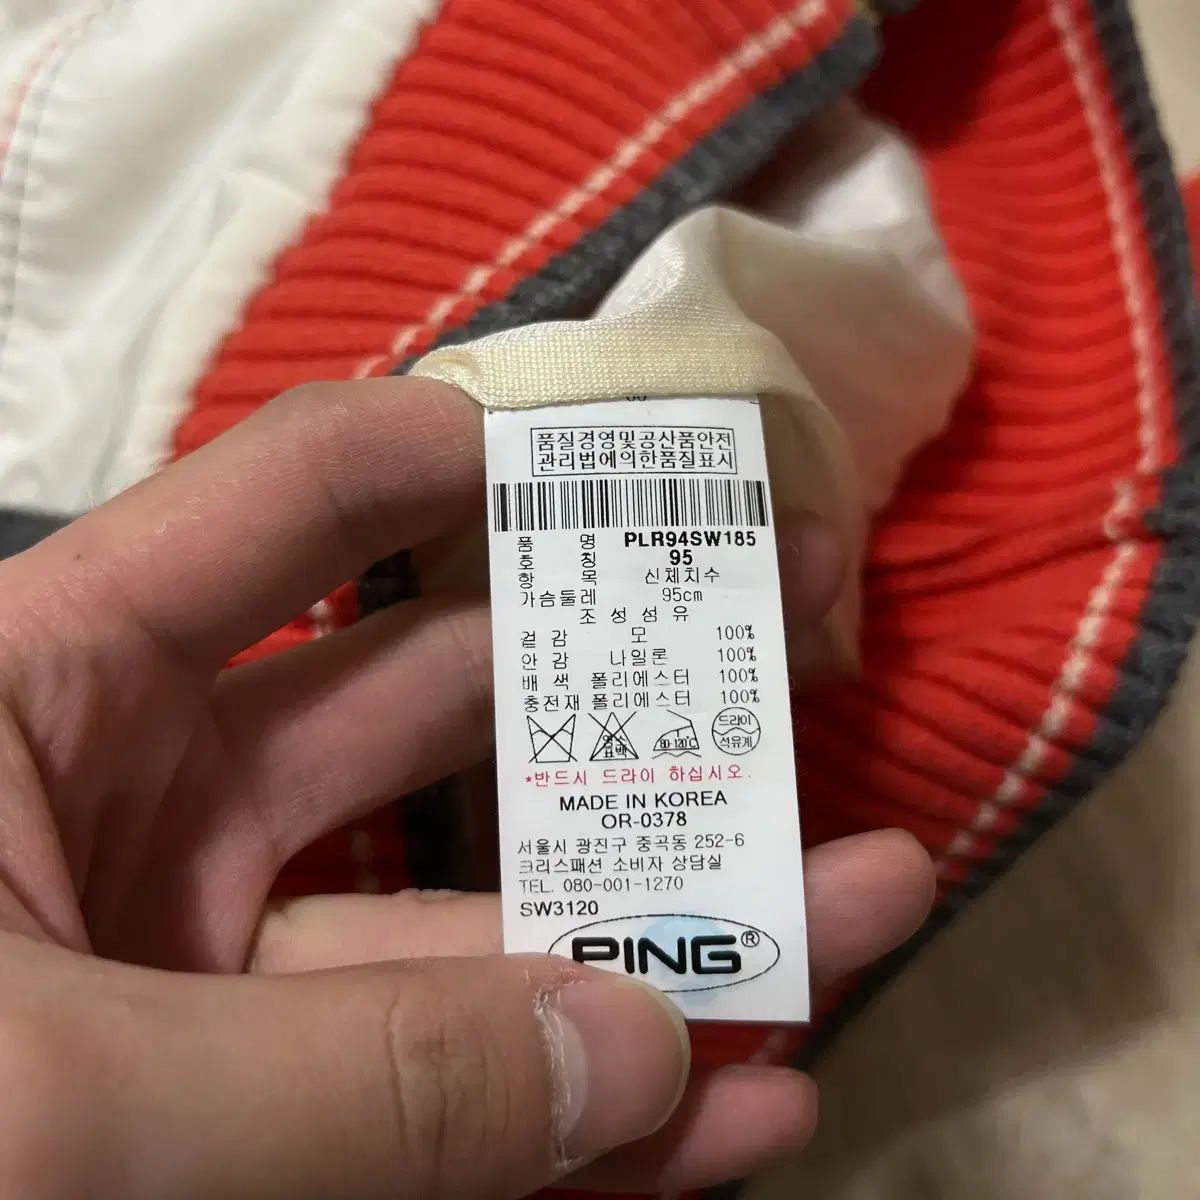 품질경영및공산품안전
관리법에의한품질표시
품 명 PLR94SW185
호 칭 95
항 목 신체치수
가슴둘레 95cm
조성섬유
겉감 모 100%
안감 나일론 100%
배색 폴리에스터 100%
충전재 폴리에스터 100%
염소 표백
80-120℃
드라이
석유계
*반드시 드라이 하십시오.
MADE IN KOREA
OR-0378
서울시 광진구 중곡동 252-6
크리스패션 소비자 상담실
TEL. 080-001-1270
SW3120
PING®